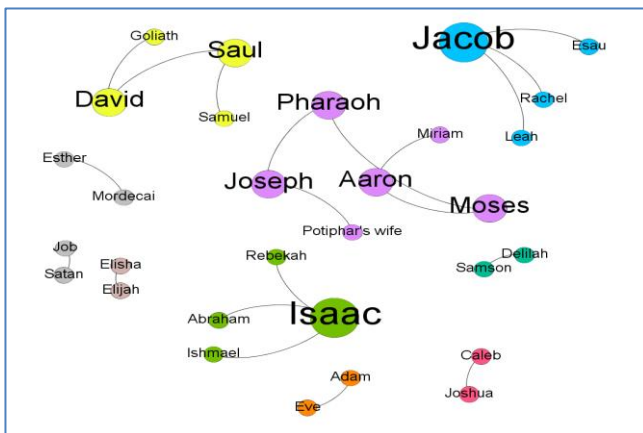 Goliath
Saul
David
Samuel
Jacob
Esau
Rachel
Leah
Pharaoh
Miriam
Joseph
Aaron
Moses
Potiphar's wife
Esther
Mordecai
Job
Satan
Elisha
Elijah
Rebekah
Abraham
Isaac
Ishmael
Delilah
Samson
Adam
Eve
Caleb
Joshua